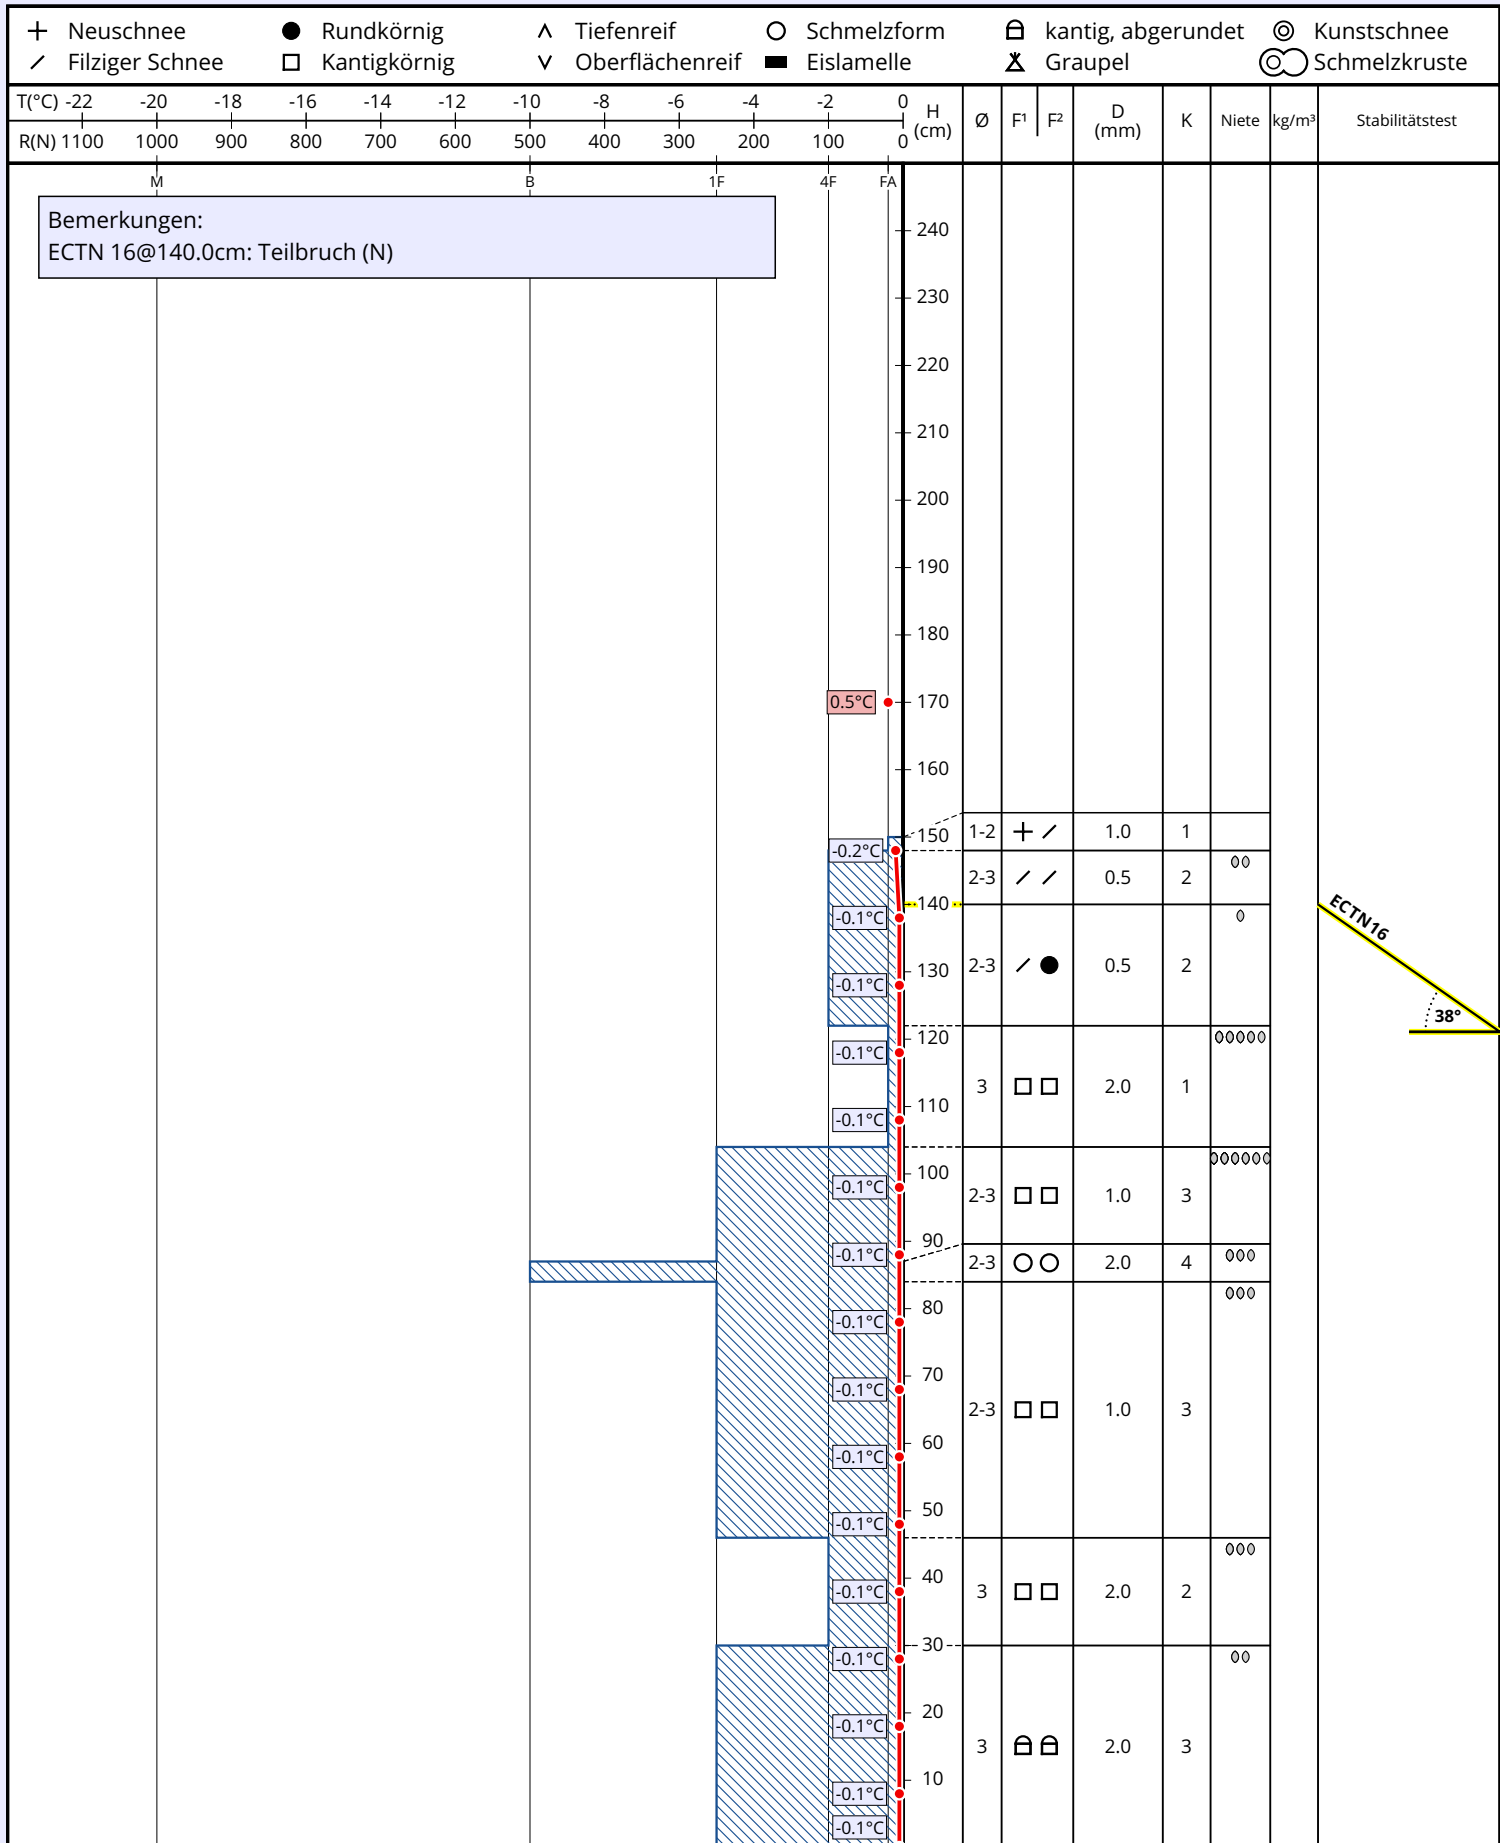 Neuschnee Rundkörnig Tiefenreif Schmelzform kantig, abgerundet Kunstschnee
Filziger Schnee Kantigkörnig Oberflächenreif Eislamelle Graupel Schmelzkruste
T(°C) -22 -20 -18 -16 -14 -12 -10 -8 -6 -4 -2 0
R(N) 1100 1000 900 800 700 600 500 400 300 200 100 0
H (cm) Ø F¹ F² D (mm) K Niete kg/m³ Stabilitätstest
M B 1F 4F FA
Bemerkungen:
ECTN 16@140.0cm: Teilbruch (N)
240
230
220
210
200
190
180
0.5°C 170
160
150 1-2 1.0 1
-0.2°C
2-3 0.5 2
140
ECTN16
-0.1°C
130 2-3 0.5 2
-0.1°C
38°
120
-0.1°C
3 2.0 1
110
-0.1°C
100
-0.1°C 2-3 1.0 3
90
-0.1°C 2-3 2.0 4
80
-0.1°C
70
-0.1°C
2-3 1.0 3
60
-0.1°C
50
-0.1°C
40
-0.1°C 3 2.0 2
30
-0.1°C
20
-0.1°C
3 2.0 3
10
-0.1°C
-0.1°C